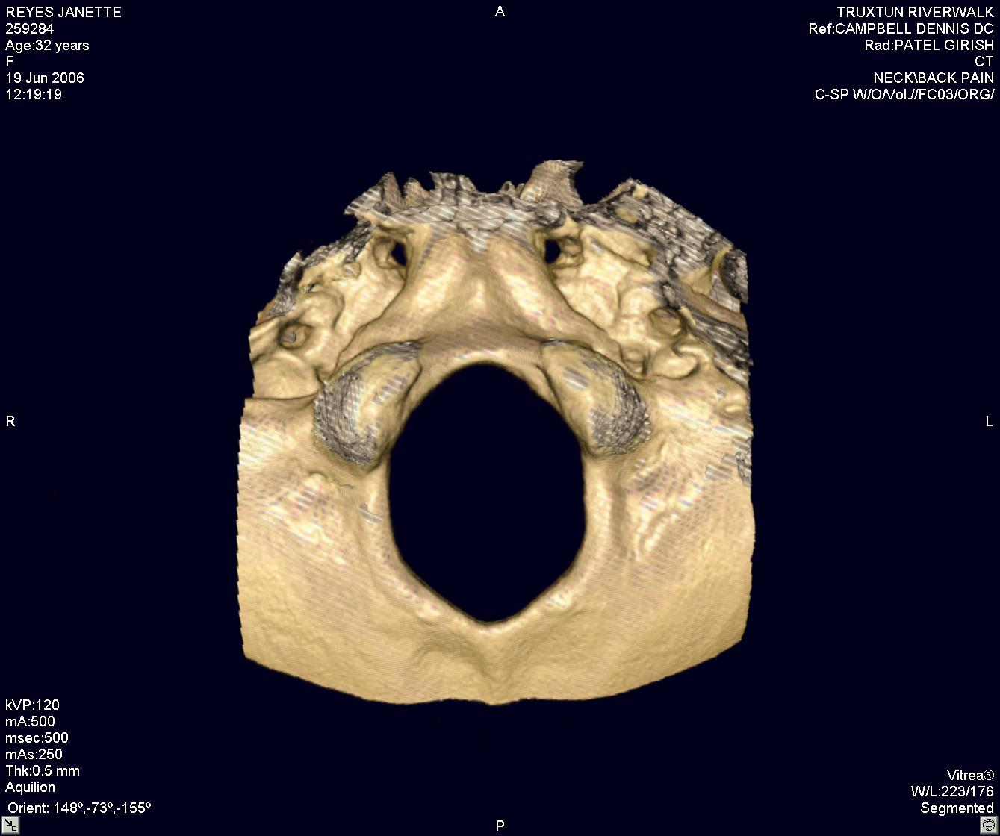 REYES JANETTE
259284
Age:32 years
F
19 Jun 2006
12:19:19
A
TRUXTUN RIVERWALK
Ref:CAMPBELL DENNIS DC
Rad:PATEL GIRISH
CT
NECK\BACK PAIN
C-SP W/O/Vol.//FC03/ORG/
R
L
kVP:120
mA:500
msec:500
mAs:250
Thk:0.5 mm
Aquilion
Orient: 148º,-73º,-155º
P
Vitrea®
W/L:223/176
Segmented